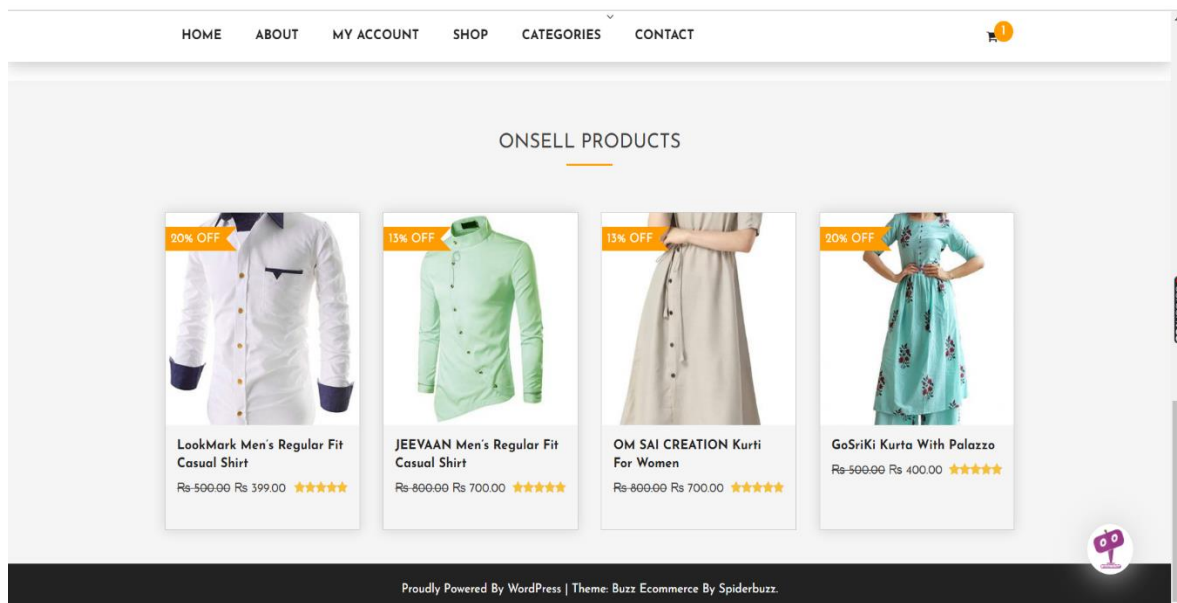 HOME ABOUT MY ACCOUNT SHOP CATEGORIES CONTACT 1
ONSELL PRODUCTS
20% OFF
13% OFF
13% OFF
20% OFF
LookMark Men's Regular Fit
Casual Shirt
Rs 500.00 Rs 399.00
JEEVAAN Men's Regular Fit
Casual Shirt
Rs 800.00 Rs 700.00
OM SAI CREATION Kurti
For Women
Rs 800.00 Rs 700.00
GoSriKi Kurta With Palazzo
Rs 500.00 Rs 400.00
Proudly Powered By WordPress | Theme: Buzz Ecommerce By Spiderbuzz.